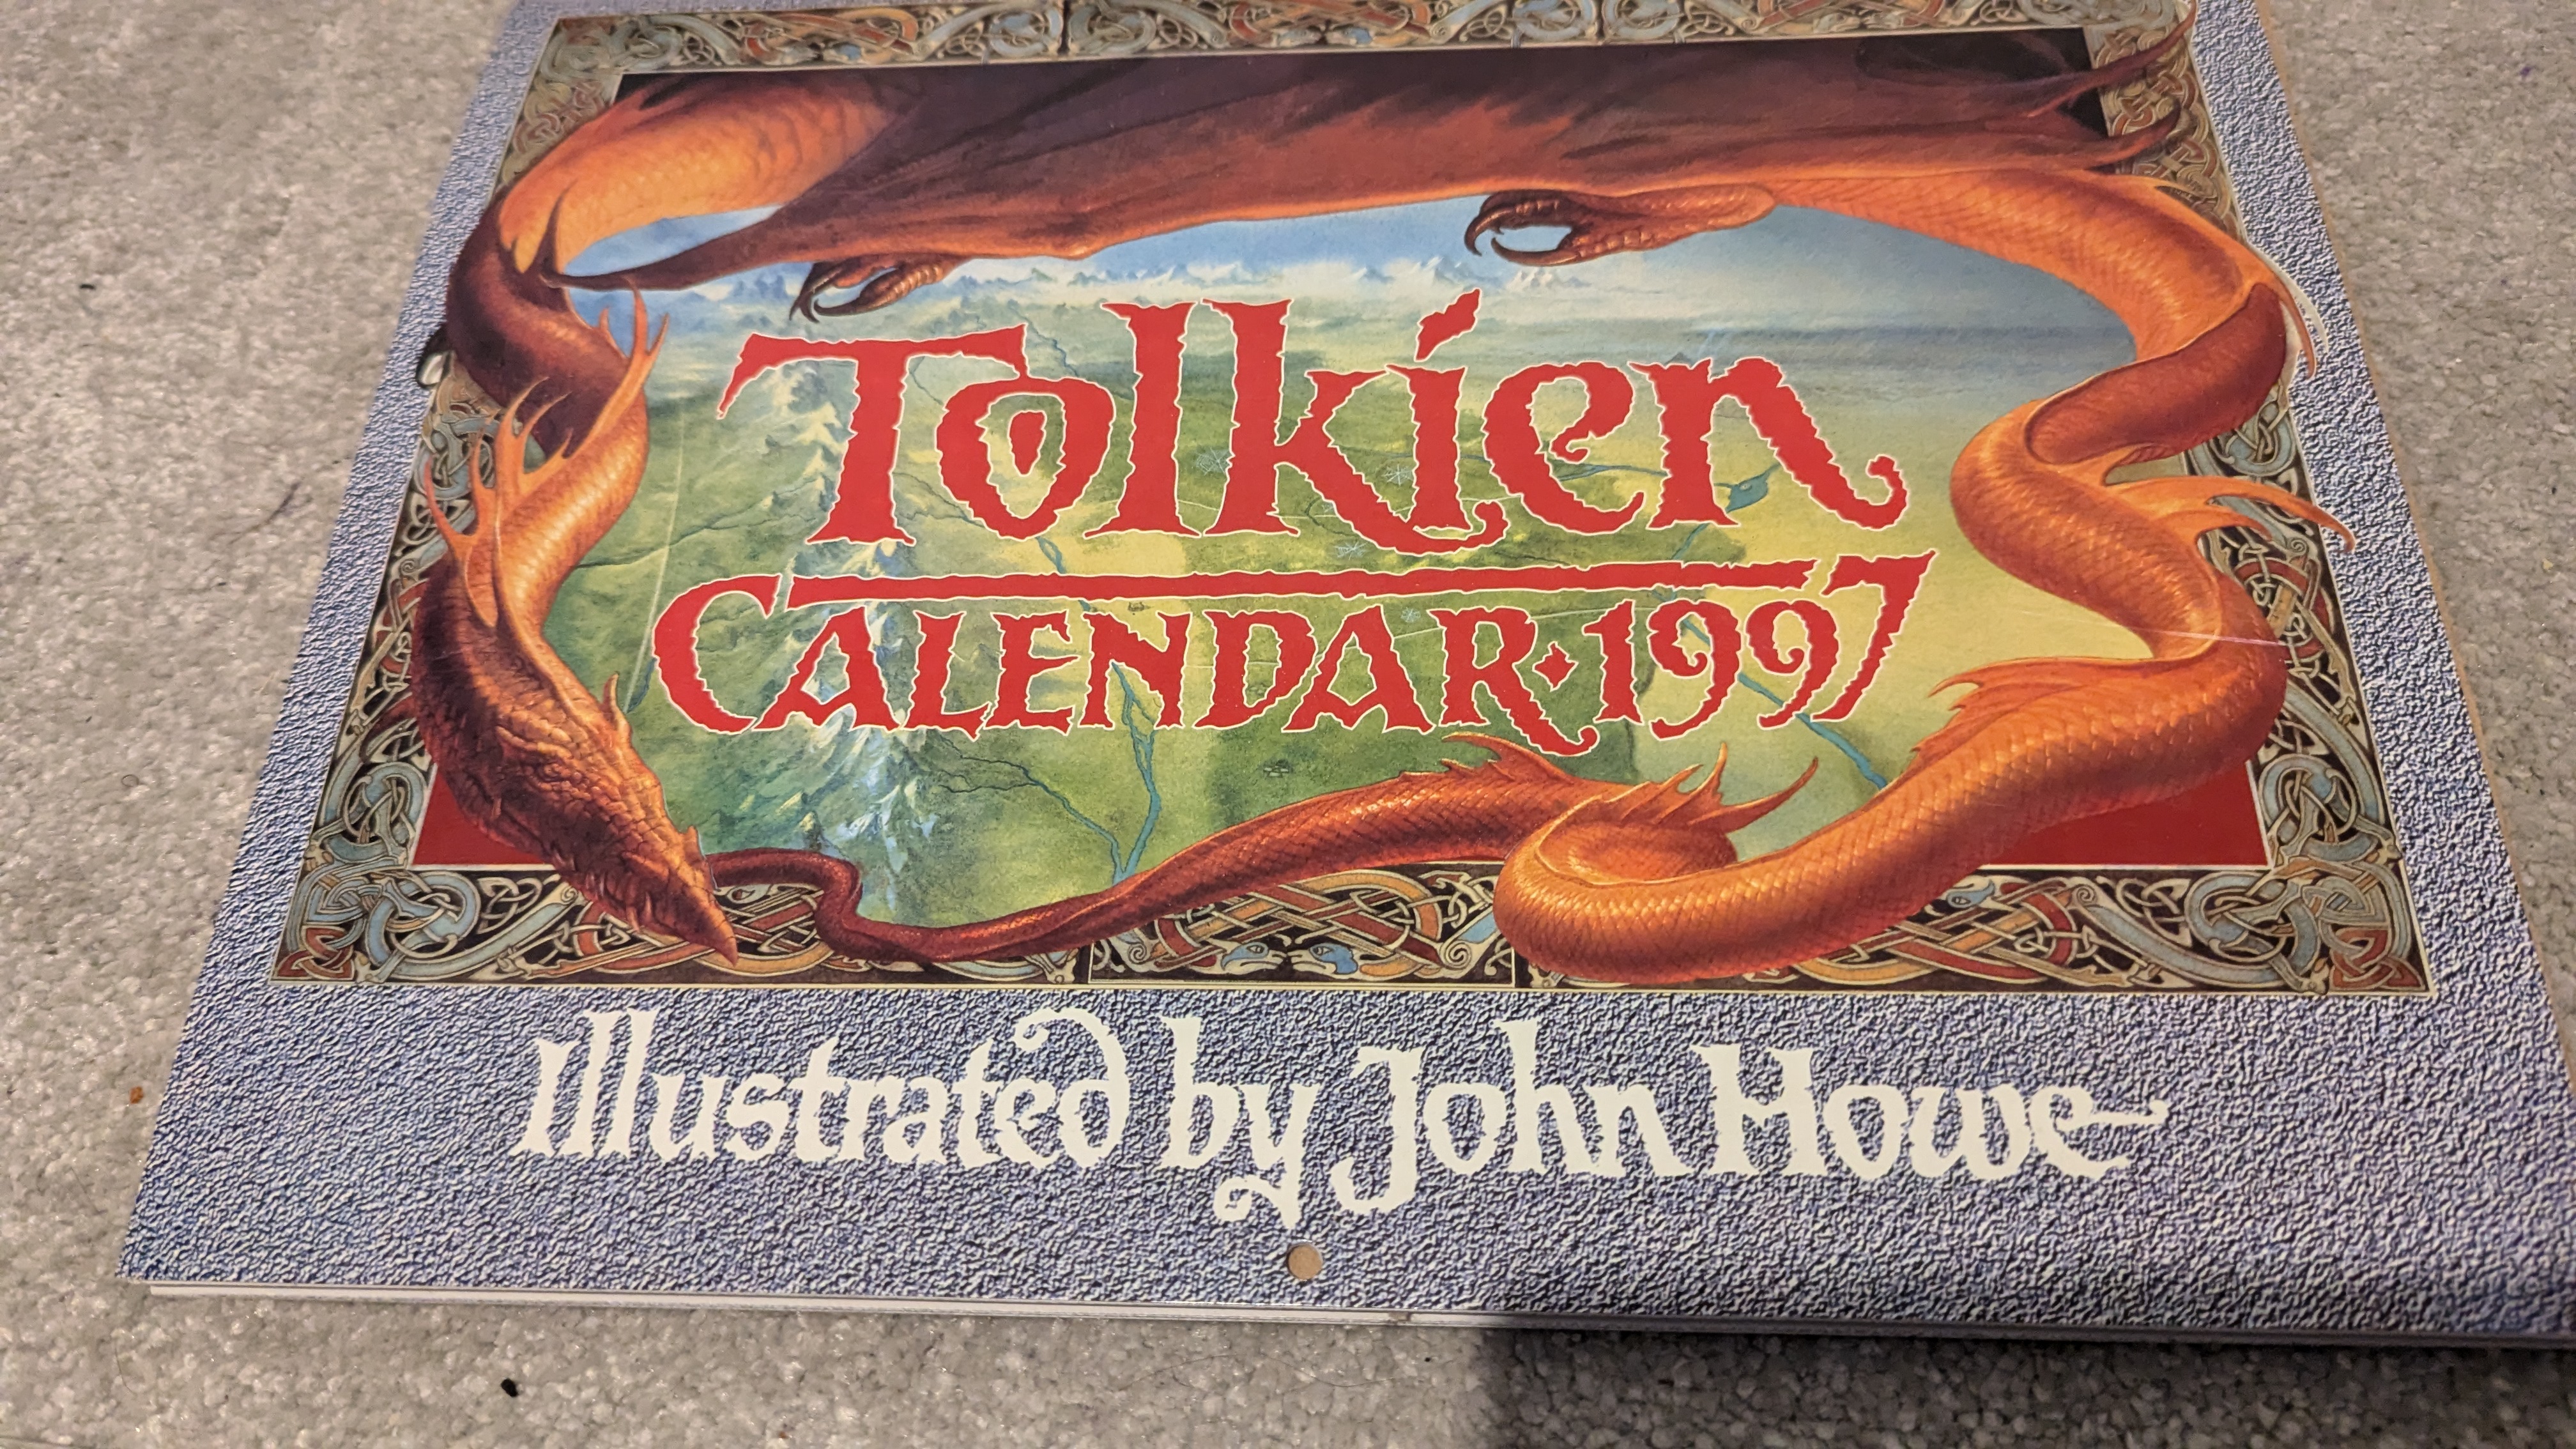 Tolkien
CALENDAR·1997
Illustrated by John Howe